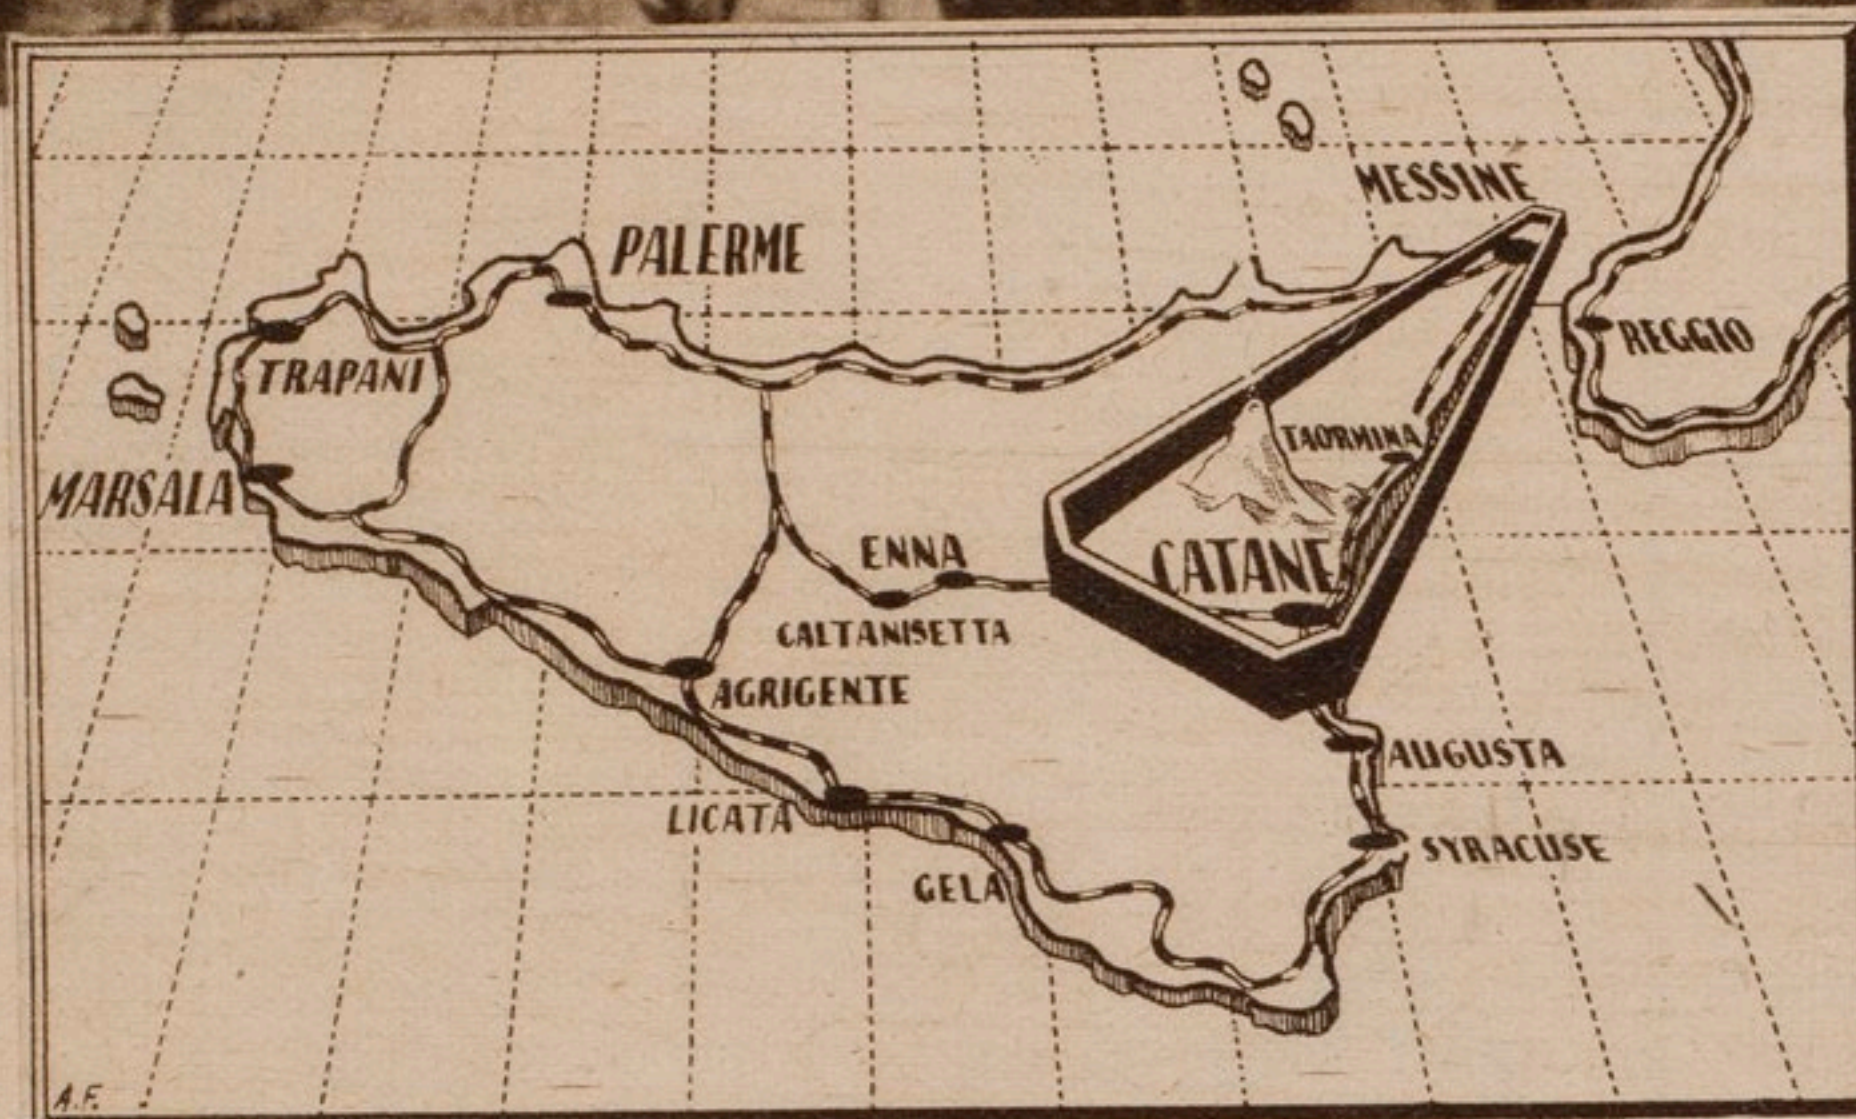 MESSINE
PALERME
REGGIO
TRAPANI
TAORMINA
MARSALA
ENNA
CATANE
CALTANISETTA
AGRIGENTE
AUGUSTA
LICATA
SYRACUSE
GELA
A.F.